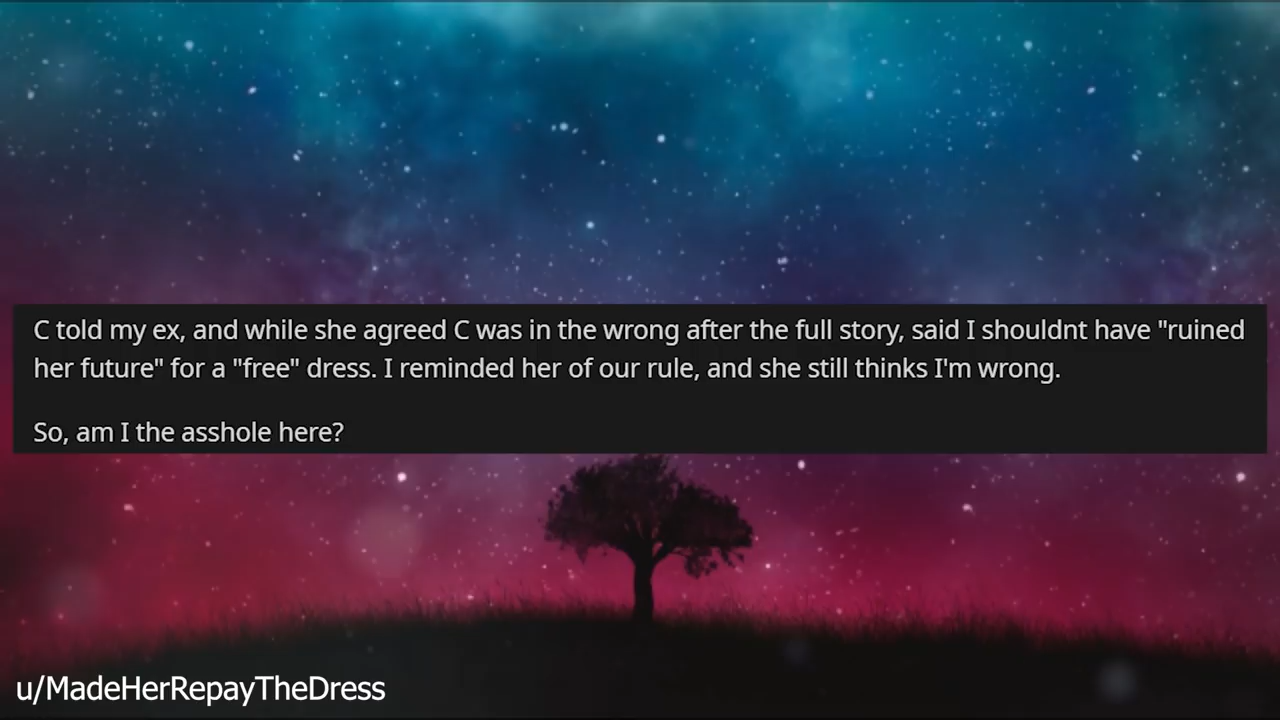 C told my ex, and while she agreed C was in the wrong after the full story, said I shouldnt have "ruined
her future" for a "free" dress. I reminded her of our rule, and she still thinks I'm wrong.
So, am I the asshole here?
u/MadeHerRepayTheDress